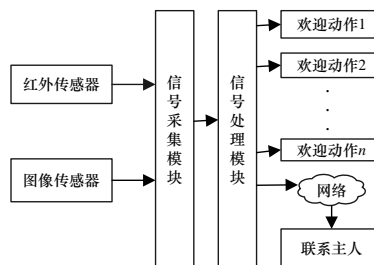 红外传感器
图像传感器
信号采集模块
信号处理模块
欢迎动作1
欢迎动作2
欢迎动作n
网络
联系主人